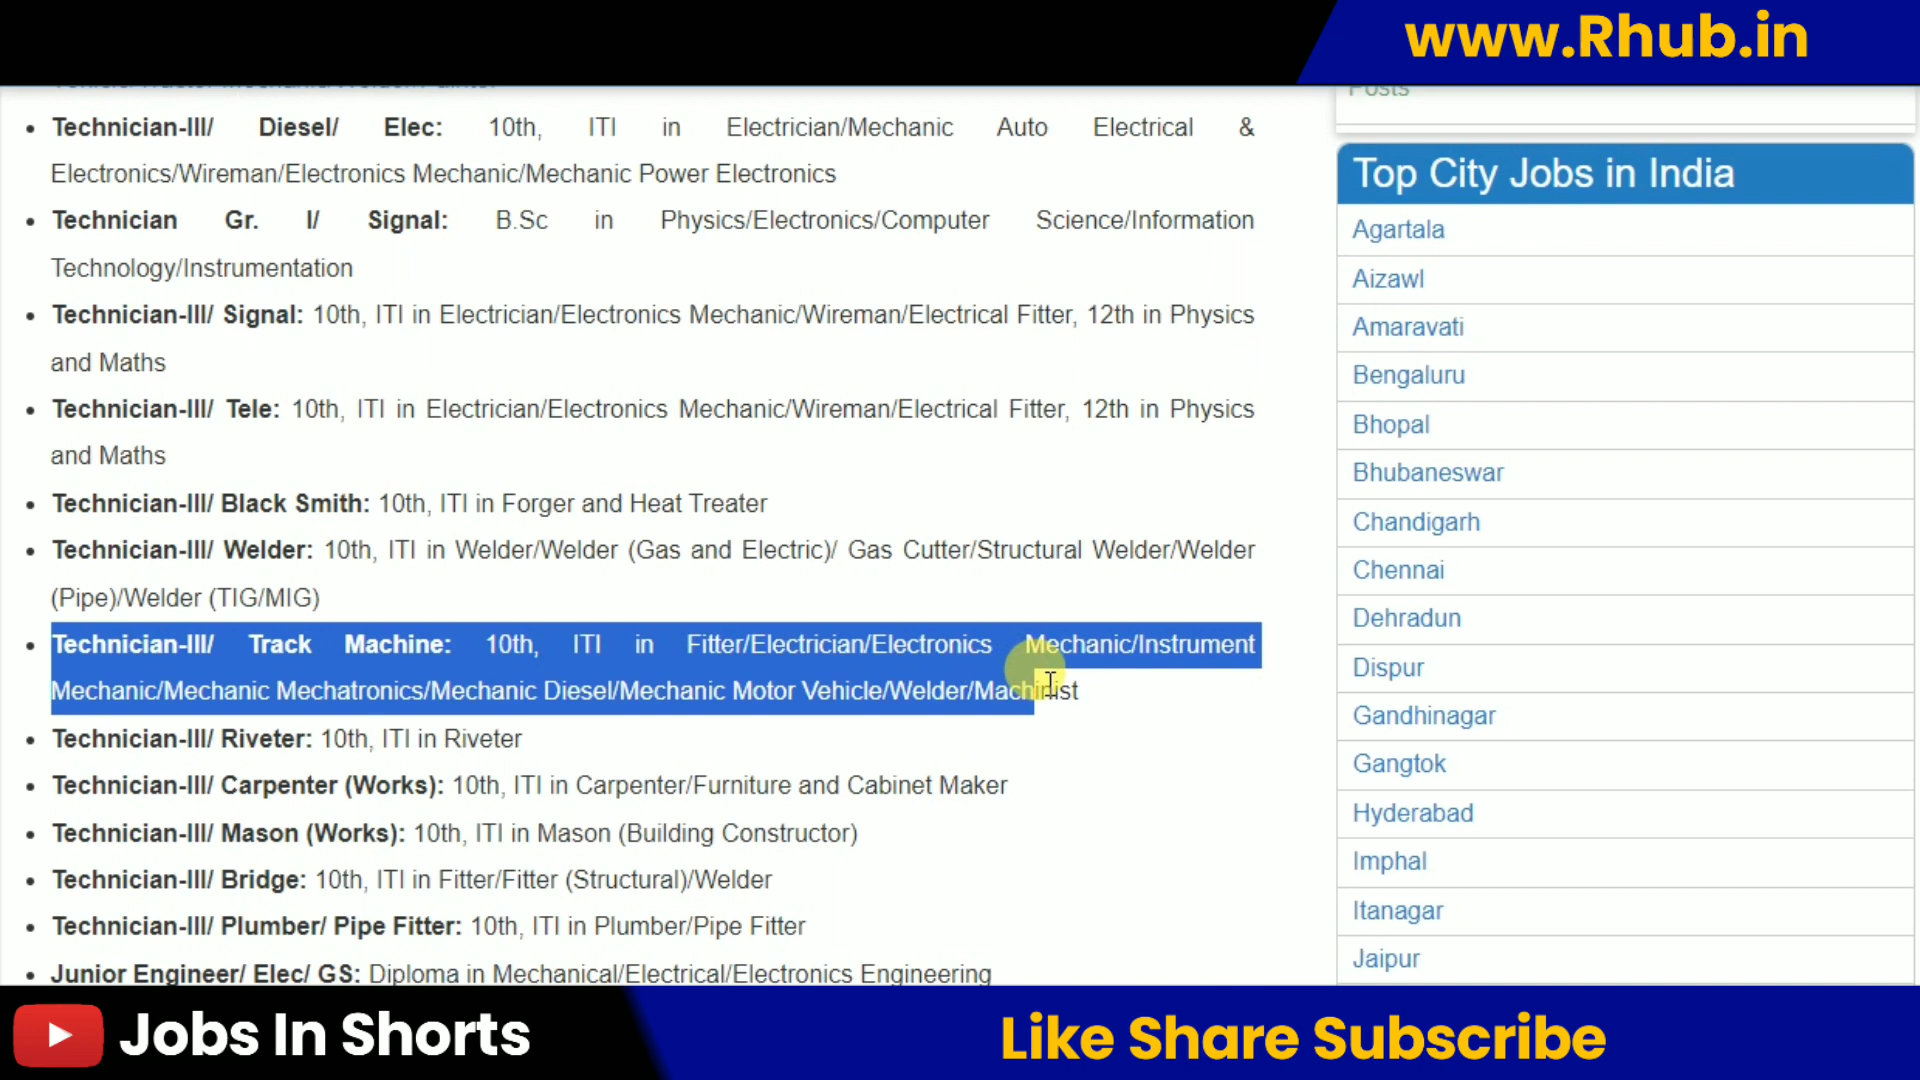 www.Rhub.in
Posts
Technician-III/ Diesel/ Elec: 10th, ITI in Electrician/Mechanic Auto Electrical &
Electronics/Wireman/Electronics Mechanic/Mechanic Power Electronics
Technician Gr. I/ Signal: B.Sc in Physics/Electronics/Computer Science/Information
Technology/Instrumentation
Technician-III/ Signal: 10th, ITI in Electrician/Electronics Mechanic/Wireman/Electrical Fitter, 12th in Physics
and Maths
Technician-III/ Tele: 10th, ITI in Electrician/Electronics Mechanic/Wireman/Electrical Fitter, 12th in Physics
and Maths
Technician-III/ Black Smith: 10th, ITI in Forger and Heat Treater
Technician-III/ Welder: 10th, ITI in Welder/Welder (Gas and Electric)/ Gas Cutter/Structural Welder/Welder
(Pipe)/Welder (TIG/MIG)
Technician-III/ Track Machine: 10th, ITI in Fitter/Electrician/Electronics Mechanic/Instrument
Mechanic/Mechanic Mechatronics/Mechanic Diesel/Mechanic Motor Vehicle/Welder/Machinist
Technician-III/ Riveter: 10th, ITI in Riveter
Technician-III/ Carpenter (Works): 10th, ITI in Carpenter/Furniture and Cabinet Maker
Technician-III/ Mason (Works): 10th, ITI in Mason (Building Constructor)
Technician-III/ Bridge: 10th, ITI in Fitter/Fitter (Structural)/Welder
Technician-III/ Plumber/ Pipe Fitter: 10th, ITI in Plumber/Pipe Fitter
Junior Engineer/ Elec/ GS: Diploma in Mechanical/Electrical/Electronics Engineering
Top City Jobs in India
Agartala
Aizawl
Amaravati
Bengaluru
Bhopal
Bhubaneswar
Chandigarh
Chennai
Dehradun
Dispur
Gandhinagar
Gangtok
Hyderabad
Imphal
Itanagar
Jaipur
Jobs In Shorts
Like Share Subscribe